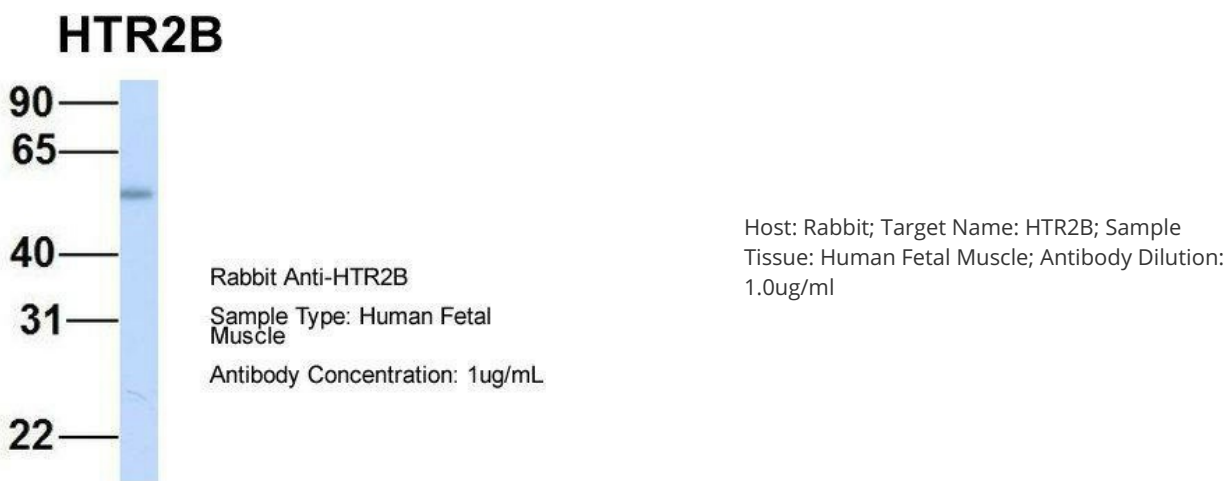 HTR2B
90
65
40
31
22
Rabbit Anti-HTR2B
Sample Type: Human Fetal
Muscle
Antibody Concentration: 1ug/mL
Host: Rabbit; Target Name: HTR2B; Sample
Tissue: Human Fetal Muscle; Antibody Dilution:
1.0ug/ml